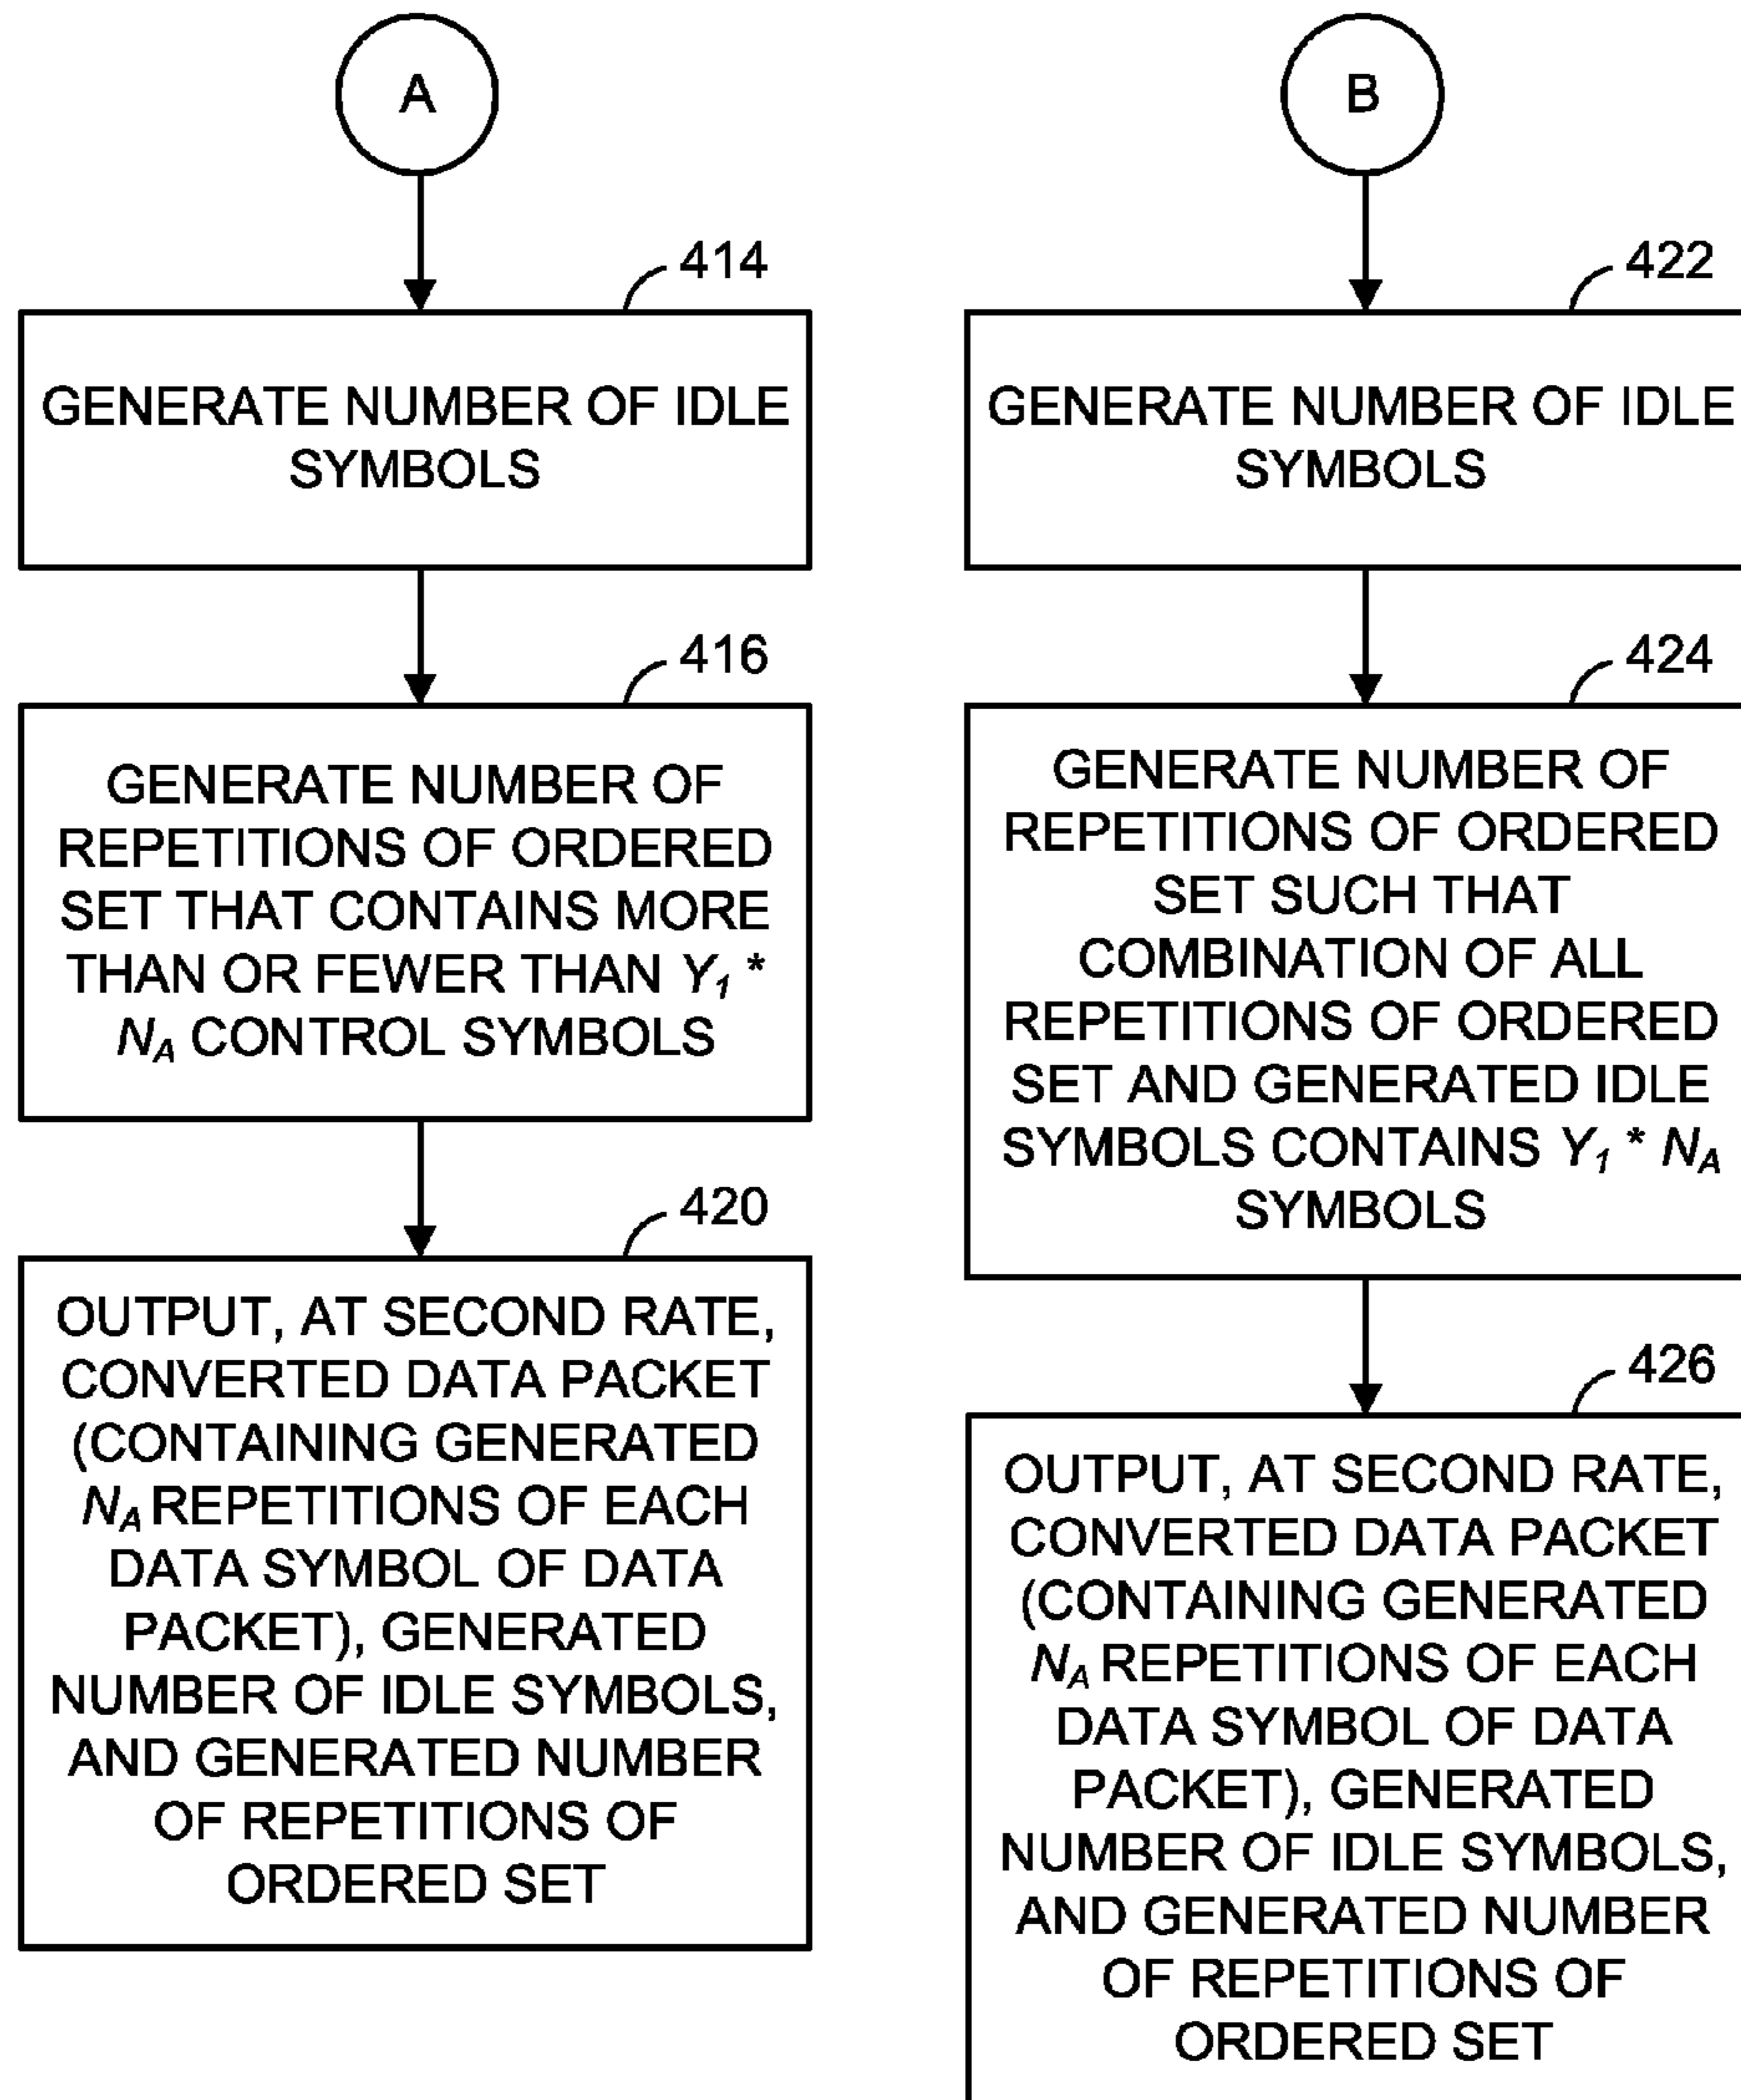 A
414
GENERATE NUMBER OF IDLE
SYMBOLS
416
GENERATE NUMBER OF
REPETITIONS OF ORDERED
SET THAT CONTAINS MORE
THAN OR FEWER THAN Y1 *
NA CONTROL SYMBOLS
420
OUTPUT, AT SECOND RATE,
CONVERTED DATA PACKET
(CONTAINING GENERATED
NA REPETITIONS OF EACH
DATA SYMBOL OF DATA
PACKET), GENERATED
NUMBER OF IDLE SYMBOLS,
AND GENERATED NUMBER
OF REPETITIONS OF
ORDERED SET
B
422
GENERATE NUMBER OF IDLE
SYMBOLS
424
GENERATE NUMBER OF
REPETITIONS OF ORDERED
SET SUCH THAT
COMBINATION OF ALL
REPETITIONS OF ORDERED
SET AND GENERATED IDLE
SYMBOLS CONTAINS Y1 * NA
SYMBOLS
426
OUTPUT, AT SECOND RATE,
CONVERTED DATA PACKET
(CONTAINING GENERATED
NA REPETITIONS OF EACH
DATA SYMBOL OF DATA
PACKET), GENERATED
NUMBER OF IDLE SYMBOLS,
AND GENERATED NUMBER
OF REPETITIONS OF
ORDERED SET